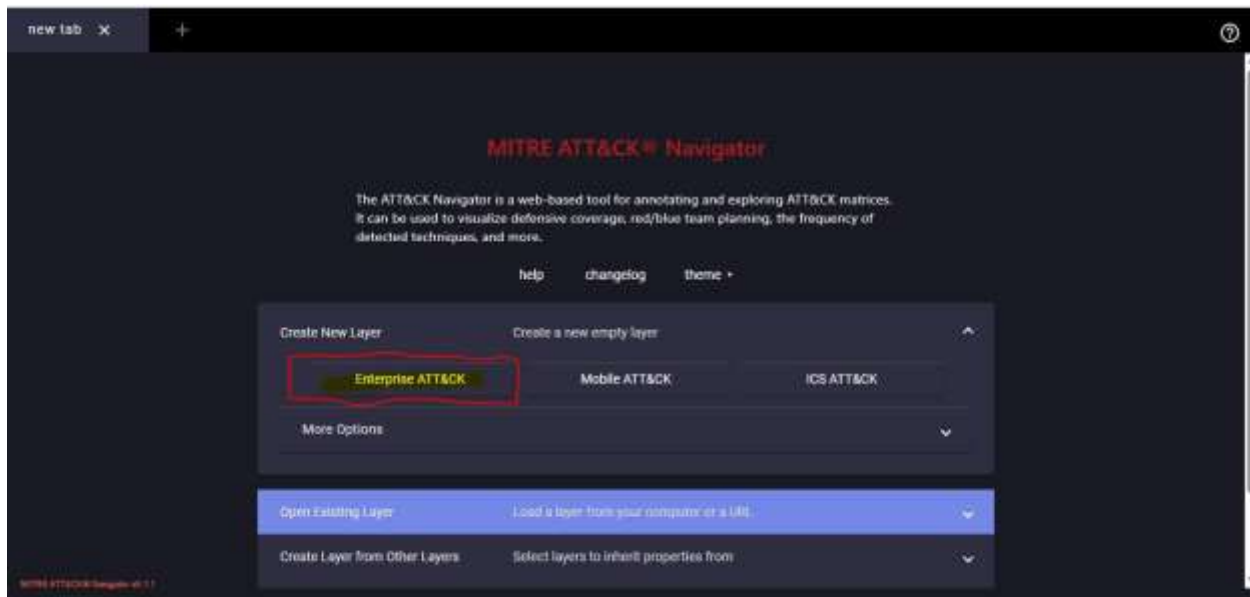 new tab x +
MITRE ATT&CK® Navigator
The ATT&CK Navigator is a web-based tool for annotating and exploring ATT&CK matrices.
It can be used to visualize defensive coverage, red/blue team planning, the frequency of
detected techniques, and more.
help changelog theme
Create New Layer Create a new empty layer
Enterprise ATT&CK Mobile ATT&CK ICS ATT&CK
More Options
Open Existing Layer Load a layer from your computer or a URL
Create Layer from Other Layers Select layers to inherit properties from
MITRE ATT&CK® Navigator